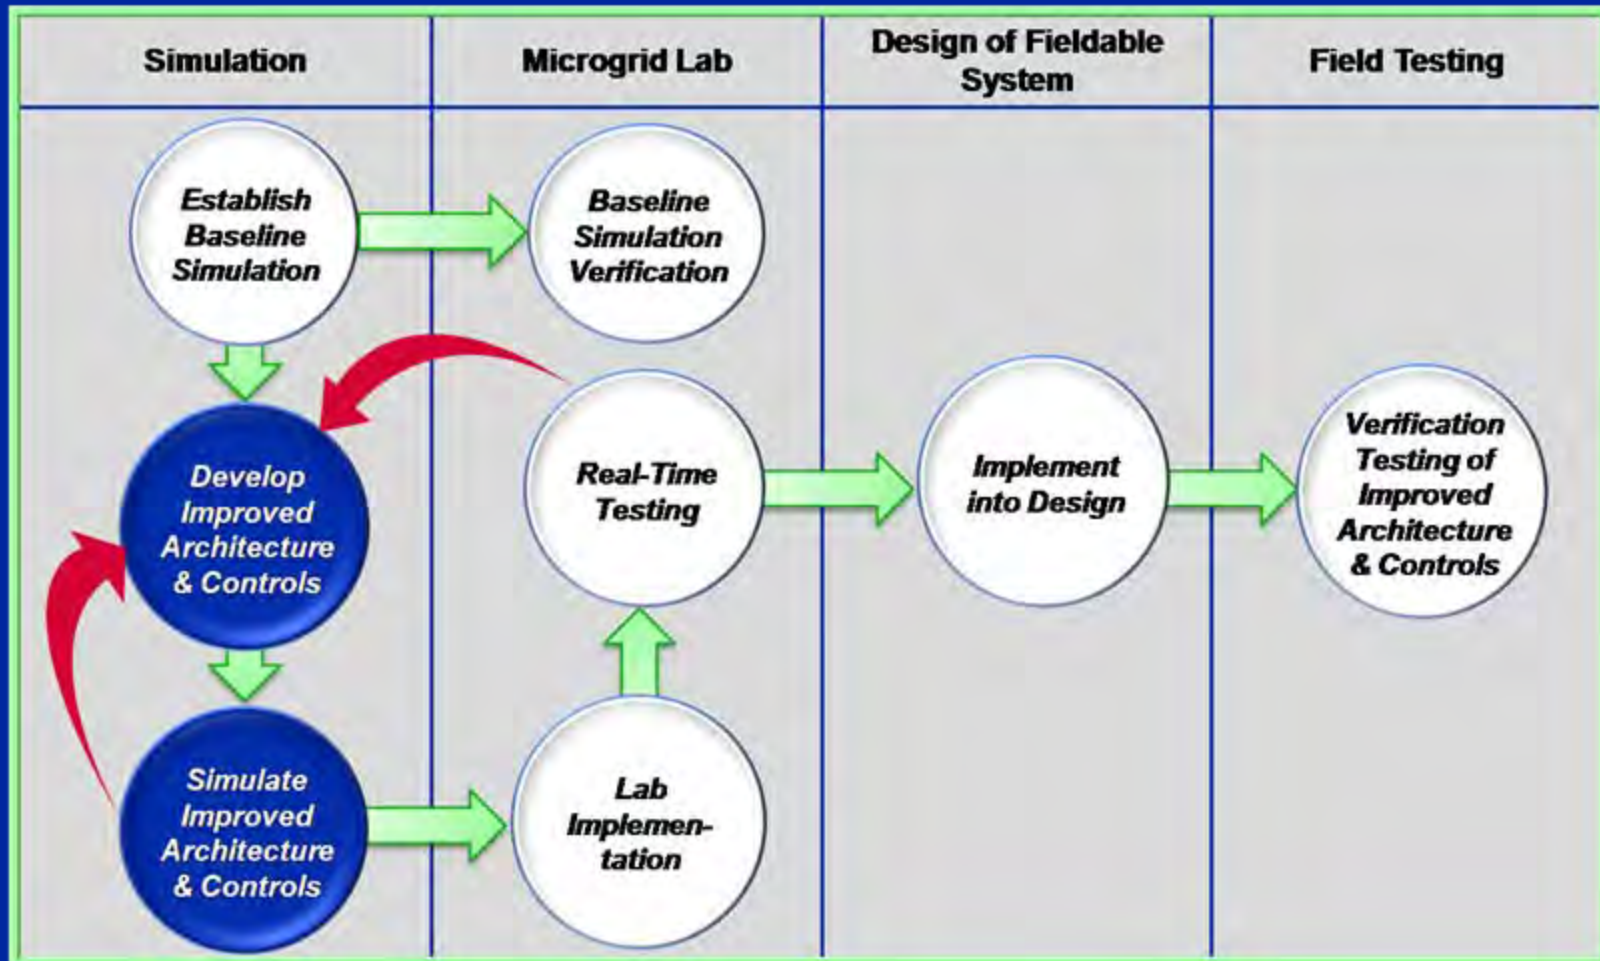 Simulation
Microgrid Lab
Design of Fieldable
System
Field Testing
Establish
Baseline
Simulation
Baseline
Simulation
Verification
Develop
Improved
Architecture
& Controls
Real-Time
Testing
Implement
into Design
Verification
Testing of
Improved
Architecture
& Controls
Simulate
Improved
Architecture
& Controls
Lab
Implemen-
tation